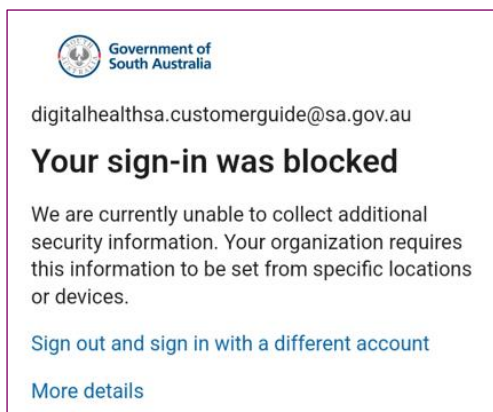 Government of
South Australia
digitalhealthsa.customerguide@sa.gov.au
Your sign-in was blocked
We are currently unable to collect additional
security information. Your organization requires
this information to be set from specific locations
or devices.
Sign out and sign in with a different account
More details